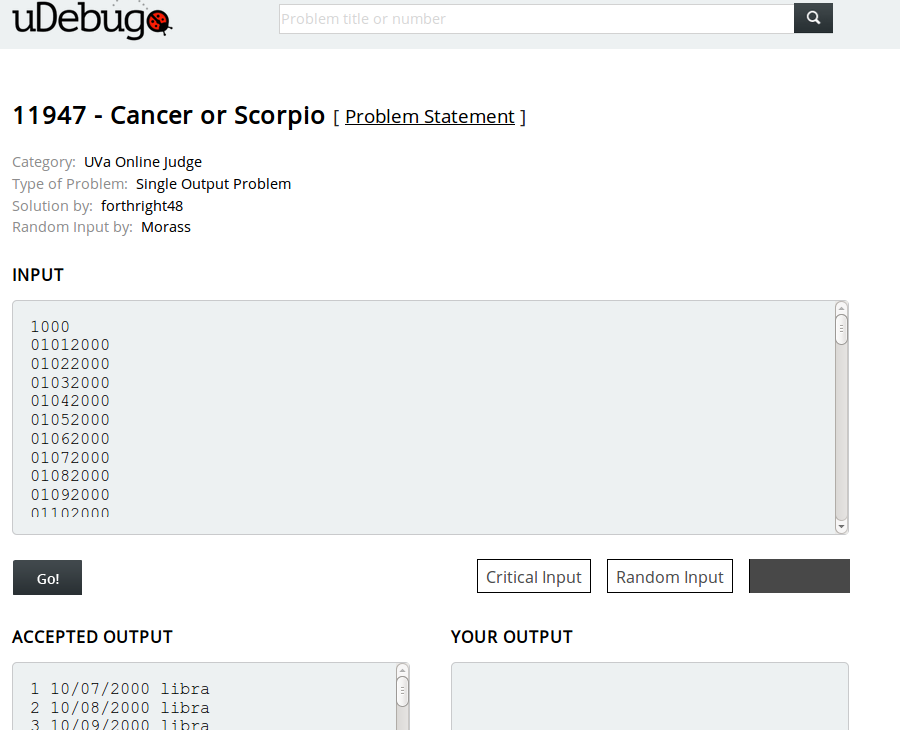 uDebug
Problem title or number
11947 - Cancer or Scorpio [ Problem Statement ]
Category: UVa Online Judge
Type of Problem: Single Output Problem
Solution by: forthright48
Random Input by: Morass
INPUT
1000
01012000
01022000
01032000
01042000
01052000
01062000
01072000
01082000
01092000
01102000
Go!
Critical Input
Random Input
ACCEPTED OUTPUT
YOUR OUTPUT
1 10/07/2000 libra
2 10/08/2000 libra
3 10/09/2000 libra